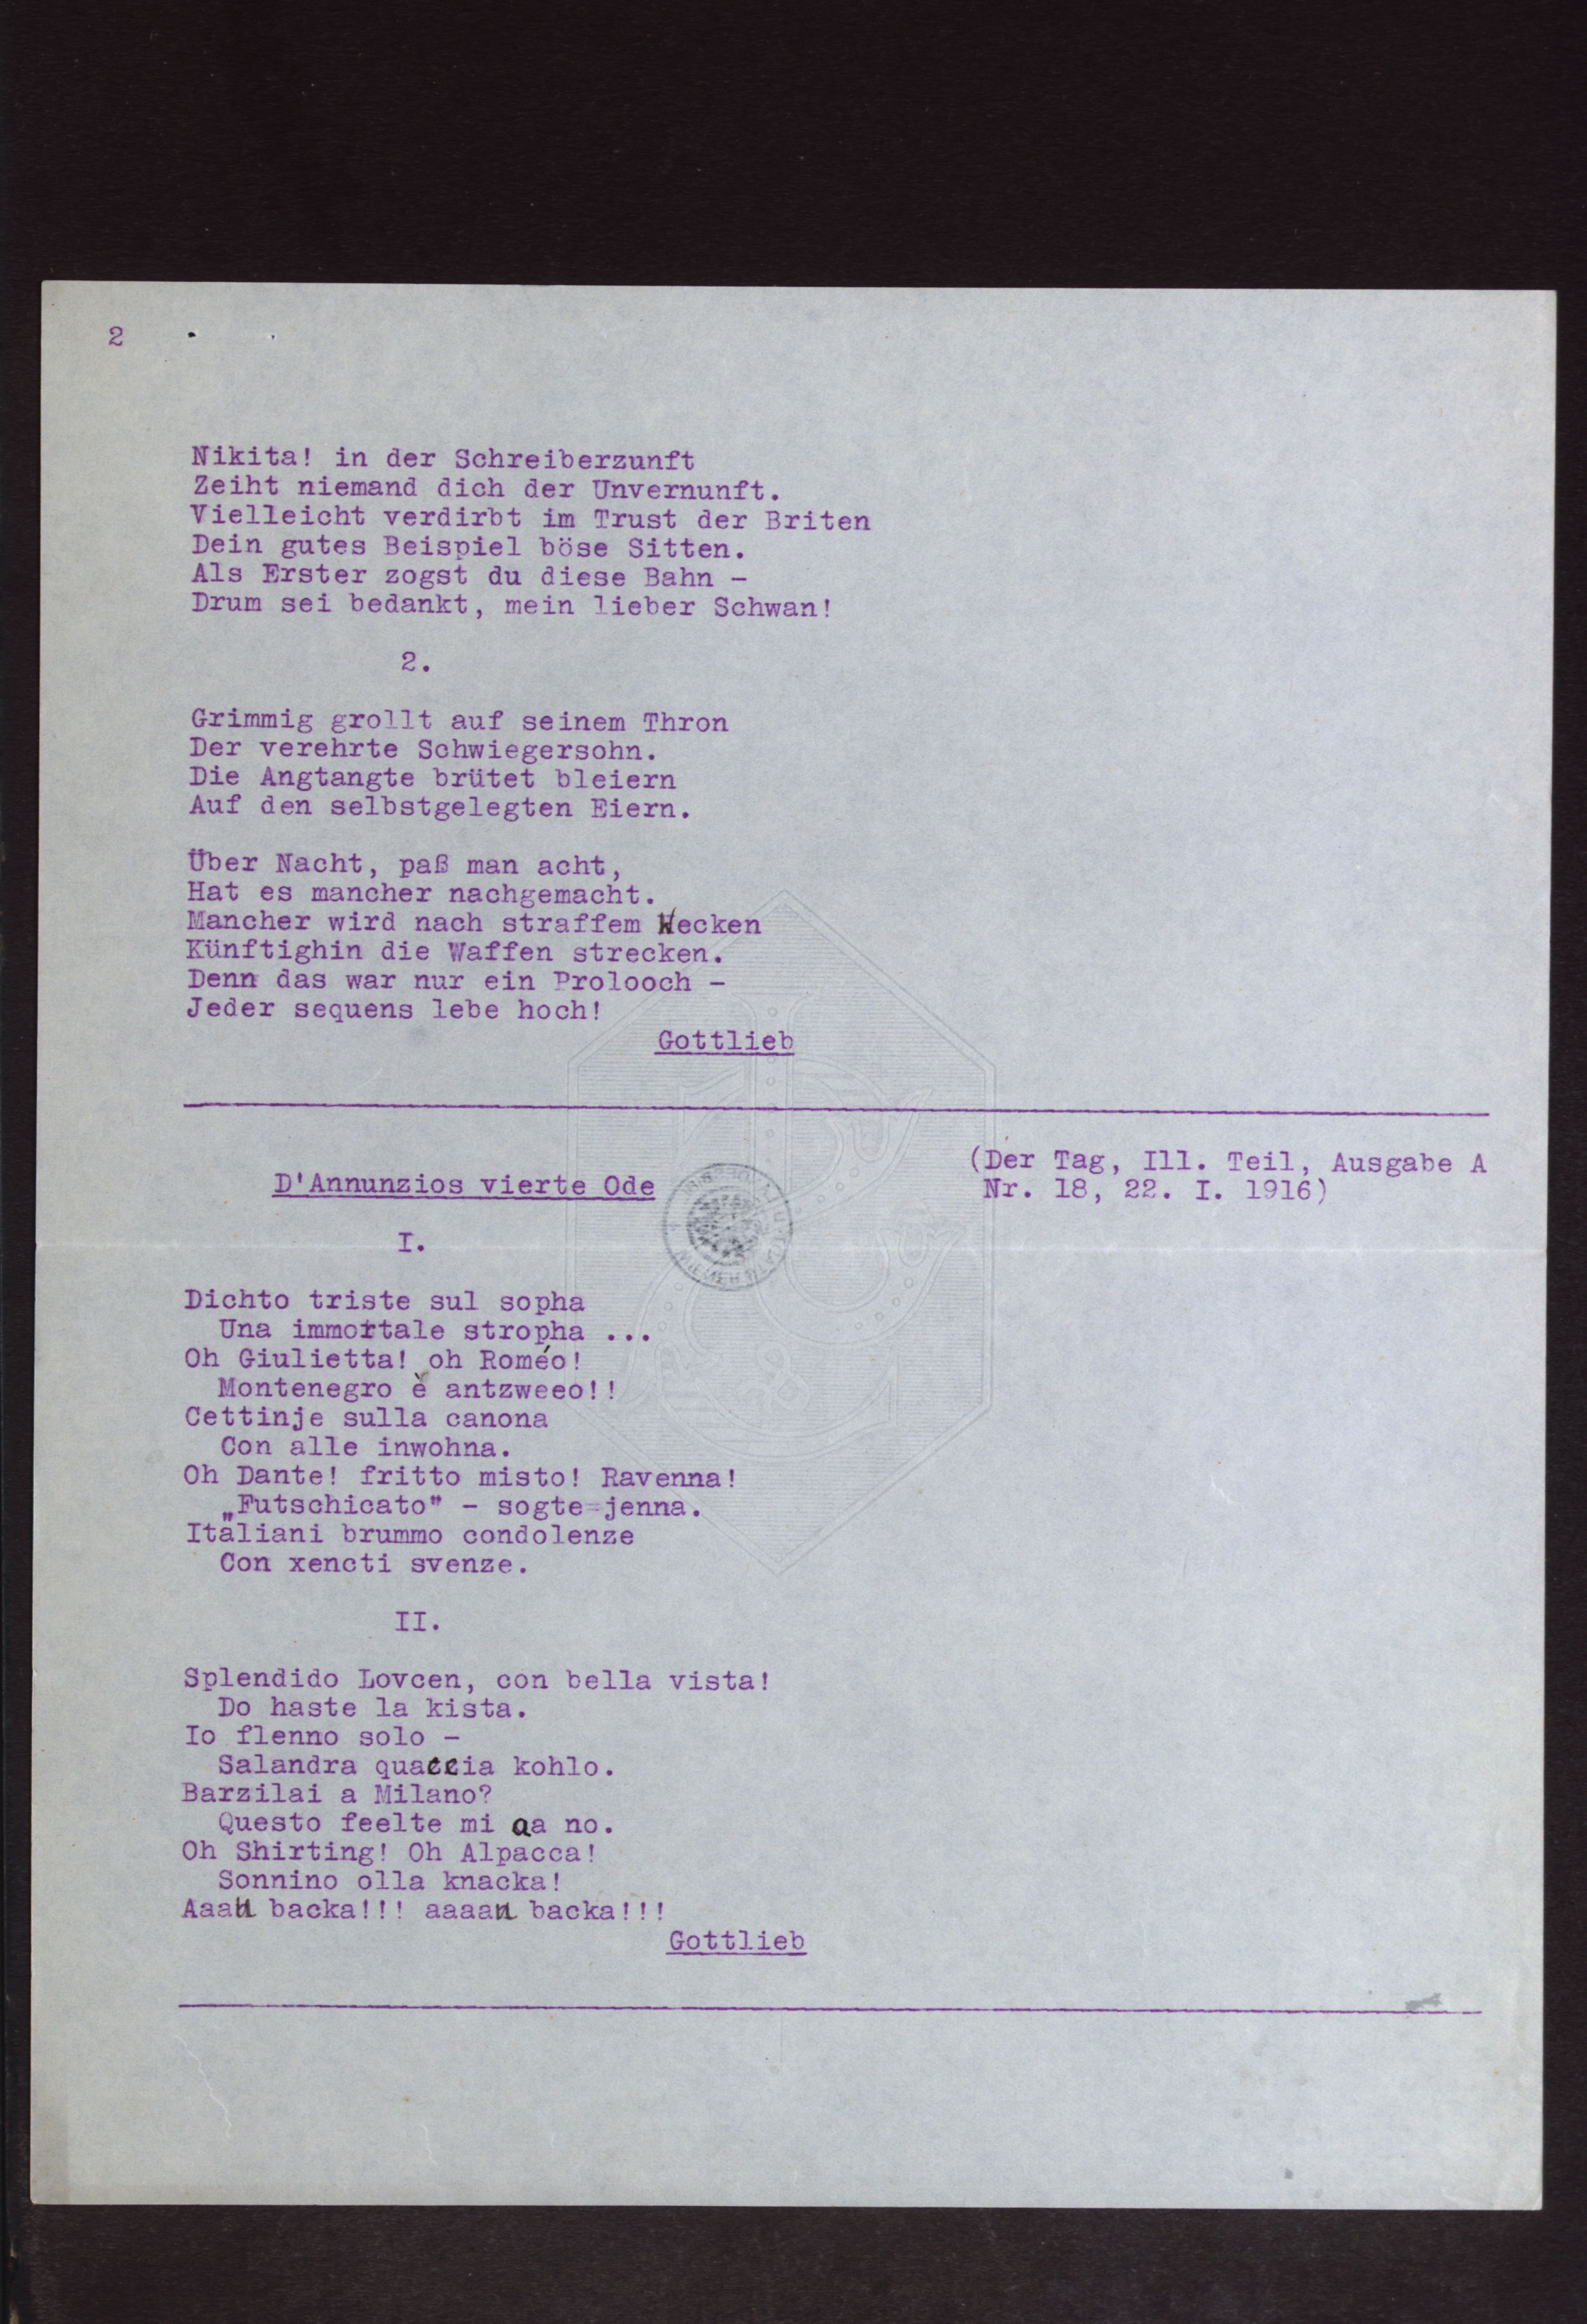 2
Nikita! in der Schreiberzunft
Zeiht niemand dich der Unvernunft.
Vielleicht verdirbt im Trust der Briten
Dein gutes Beispiel böse Sitten.
Als Erster zogst du diese Bahn -
Drum sei bedankt, mein lieber Schwan!
2.
Grimmig grollt auf seinem Thron
Der verehrte Schwiegersohn.
Die Angtangte brütet bleiern
Auf den selbstgelegten Eiern.
Über Nacht, paß man acht,
Hat es mancher nachgemacht.
Mancher wird nach straffem Necken
Künftighin die Waffen strecken.
Denn das war nur ein Prolooch -
Jeder sequens lebe hoch!
Gottlieb
(Der Tag, Ill. Teil, Ausgabe A
Nr. 18, 22. I. 1916)
D'Annunzios vierte Ode
I.
Dichto triste sul sopha
Una immortale stropha ...
Oh Giulietta! oh Roméo!
Montenegro è antzweeo!!
Cettinje sulla canona
Con alle inwohna.
Oh Dante! fritto misto! Ravenna!
„Futschicato" - sogte jenna.
Italiani brummo condolenze
Con xencti svenze.
II.
Splendido Lovcen, con bella vista!
Do haste la kista.
Io flenno solo -
Salandra quaccia kohlo.
Barzilai a Milano?
Questo feelte mi aa no.
Oh Shirting! Oh Alpacca!
Sonnino olla knacka!
Aaau backa!!! aaaau backa!!!
Gottlieb